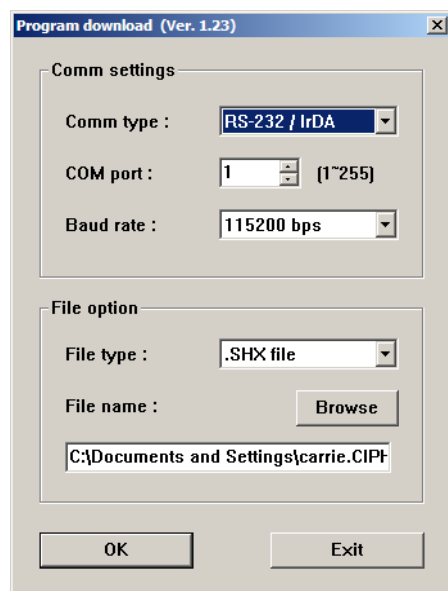 Program download (Ver. 1.23)
Comm settings
Comm type : RS-232 / IrDA
COM port : 1 (1~255)
Baud rate : 115200 bps
File option
File type : .SHX file
File name : Browse
C:\Documents and Settings\carrie.CIPH
OK Exit